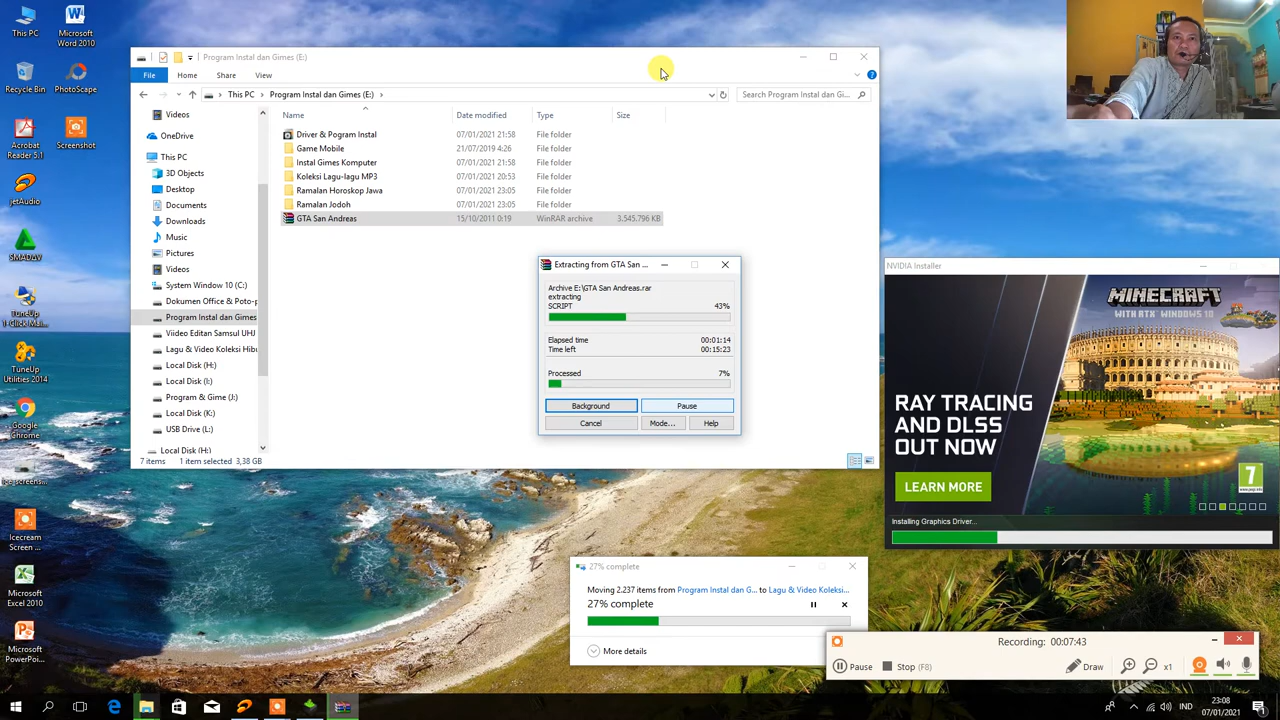 This PC
Microsoft
Word 2010
Recycle Bin
PhotoScape
Acrobat
Reader 5.1
Screenshot
jetAudio
SMADΔV
TuneUp
1-Click Mai...
TuneUp
Utilities 2014
Google
Chrome
Icecream
Screen ...
Microsoft
Excel 2010
Microsoft
PowerPoi...
Program Instal dan Gimes (E:)
File
Home
Share
View
This PC
Program Instal dan Gimes (E:)
Search Program Instal dan Gi...
Videos
OneDrive
This PC
3D Objects
Desktop
Documents
Downloads
Music
Pictures
Videos
System Window 10 (C:)
Dokumen Office & Poto-p
Program Instal dan Gimes
Viideo Editan Samsul UHJ
Lagu & Video Koleksi Hibu
Local Disk (H:)
Local Disk (I:)
Program & Gime (J:)
Local Disk (K:)
USB Drive (L:)
Local Disk (H:)
Name Date modified Type Size
Driver & Pogram Instal 07/01/2021 21:58 File folder
Game Mobile 21/07/2019 4:26 File folder
Instal Gimes Komputer 07/01/2021 21:58 File folder
Koleksi Lagu-lagu MP3 07/01/2021 20:53 File folder
Ramalan Horoskop Jawa 07/01/2021 23:05 File folder
Ramalan Jodoh 07/01/2021 23:05 File folder
GTA San Andreas 15/10/2011 0:19 WinRAR archive 3.545.796 KB
7 items 1 item selected 3,38 GB
Extracting from GTA San ...
Archive E:\GTA San Andreas.rar
extracting
SCRIPT 43%
Elapsed time 00:01:14
Time left 00:15:23
Processed 7%
Background
Pause
Cancel
Mode...
Help
NVIDIA Installer
MINECRAFT
WITH RTX WINDOWS 10
RAY TRACING
AND DLSS
OUT NOW
LEARN MORE
7
Installing Graphics Driver...
27% complete
Moving 2.237 items from Program Instal dan G... to Lagu & Video Koleksi...
27% complete
More details
Recording: 00:07:43
Pause
Stop (F8)
Draw
x1
IND
23:08
07/01/2021
1